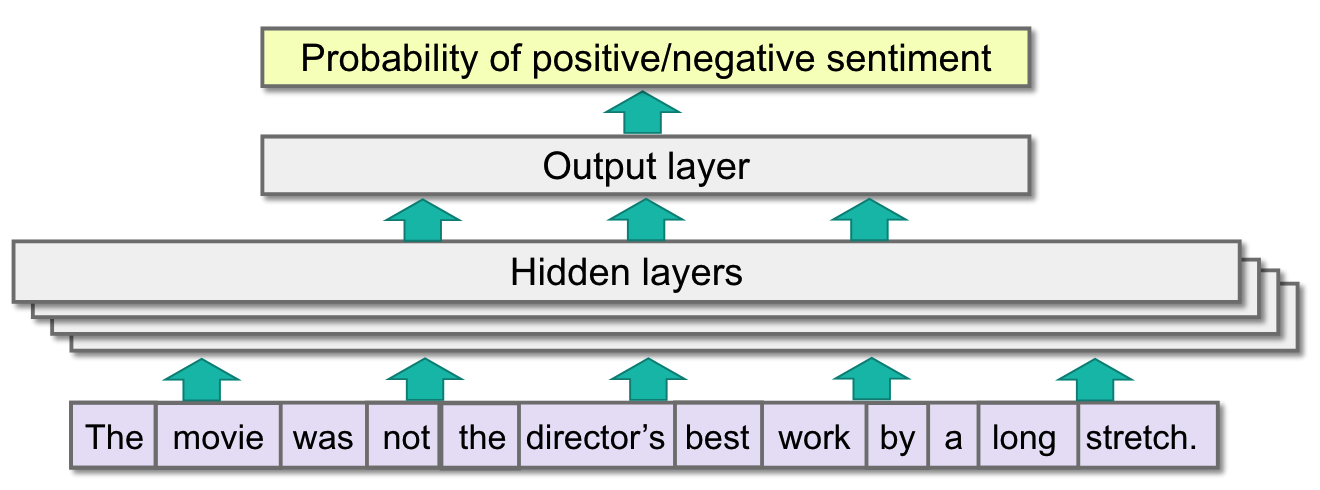 Probability of positive/negative sentiment
Output layer
Hidden layers
The movie was not the director’s best work by a long stretch.